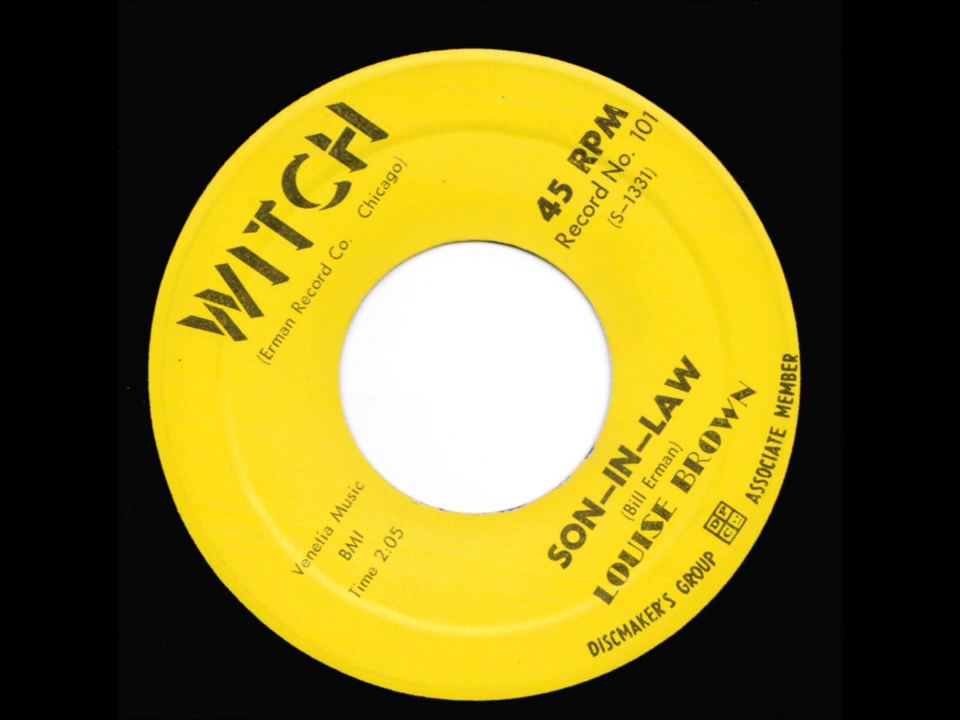 WITCH
(Erman Record Co. Chicago)
45 RPM
Record No. 101
(S-1331)
Venetia Music
BMI
Time 2:05
SON-IN-LAW
(Bill Erman)
LOUISE BROWN
DISCMAKER'S GROUP ASSOCIATE MEMBER